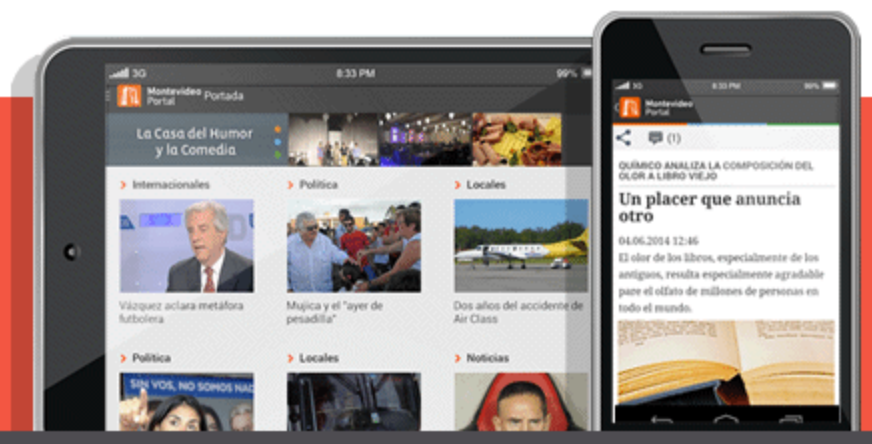 3G
8:33 PM
99%
Montevideo
Portal
Portada
La Casa del Humor
y la Comedia
Internacionales
Política
Locales
Vázquez aclara metáfora
futbolera
Mujica y el "ayer de
pesadilla"
Dos años del accidente de
Air Class
Política
Locales
Noticias
SIN VOS, NO SOMOS NAD
3G
8:33 PM
99%
Montevideo
Portal
(1)
QUÍMICO ANALIZA LA COMPOSICIÓN DEL
OLOR A LIBRO VIEJO
Un placer que anuncia
otro
04.06.2014 12:46
El olor de los libros, especialmente de los
antiguos, resulta especialmente agradable
pare el olfato de millones de personas en
todo el mundo.